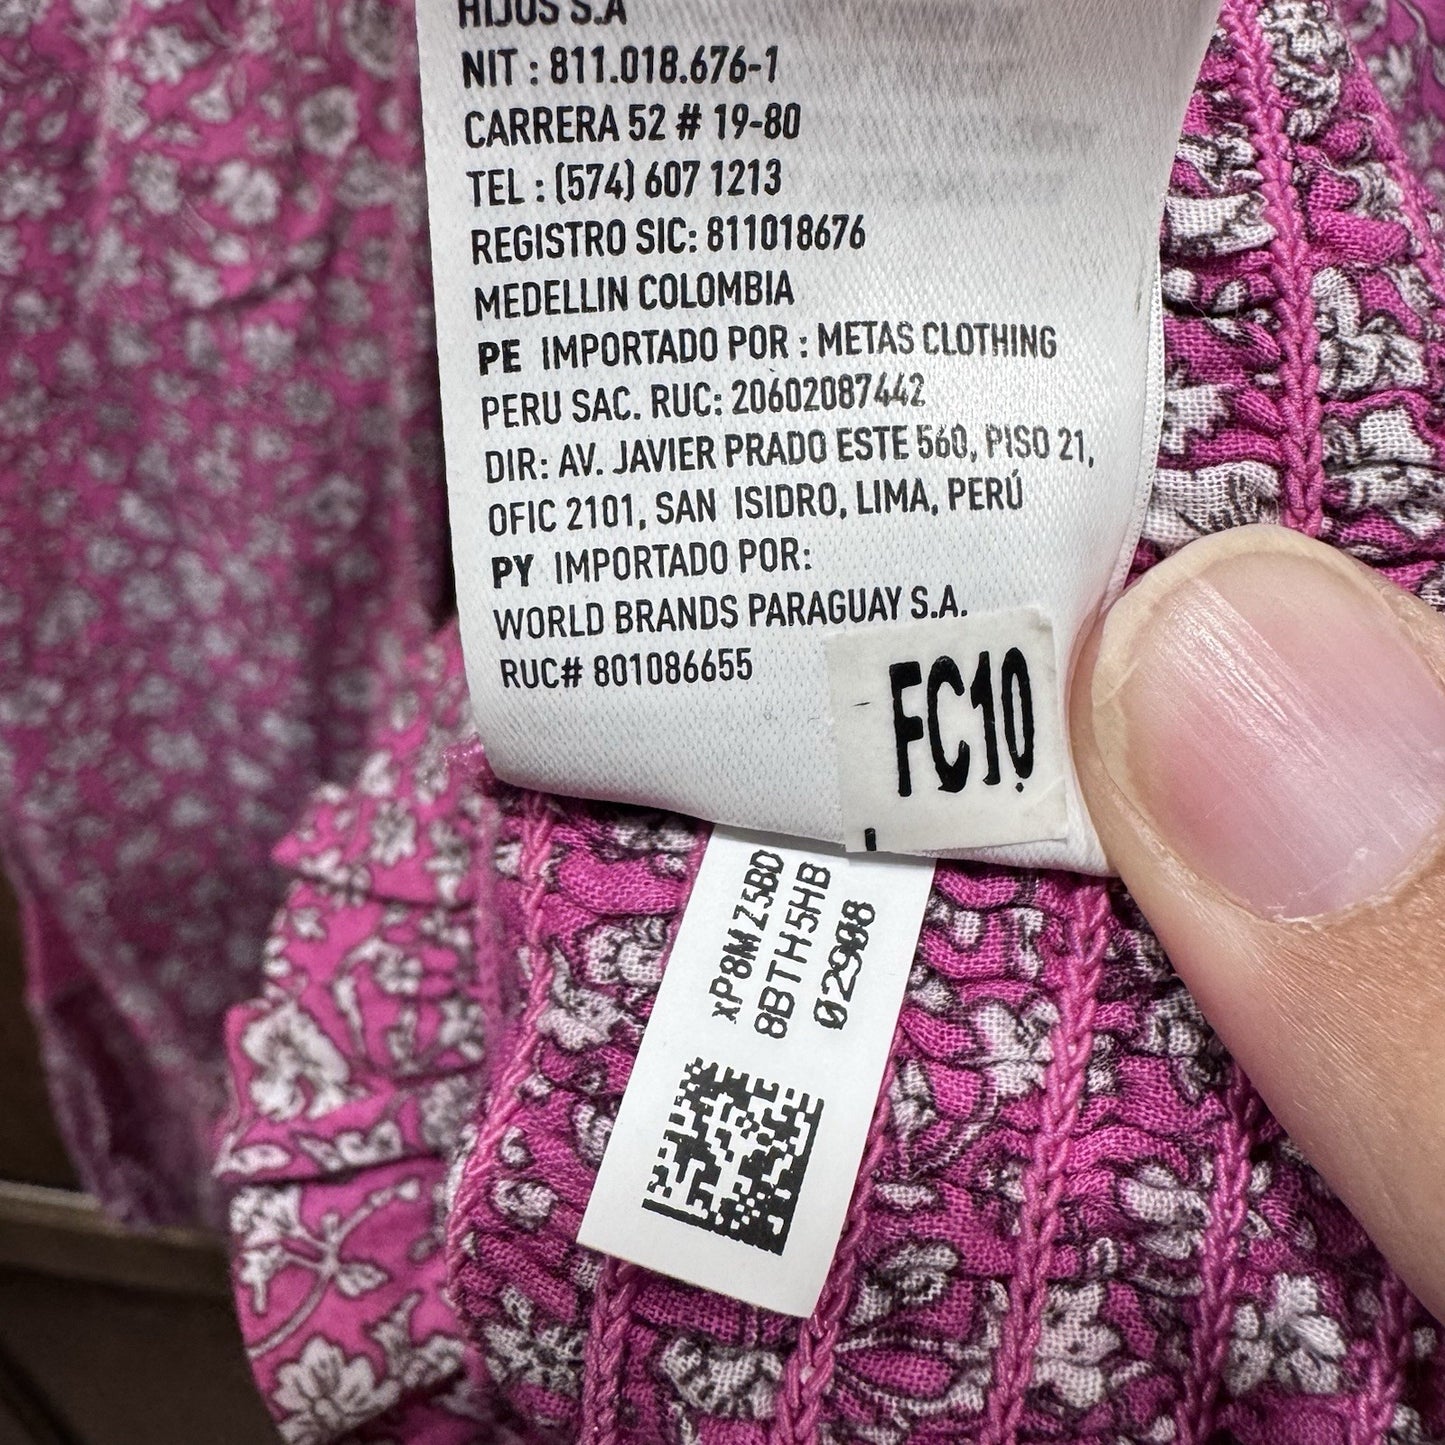 HIJOS S.A
NIT : 811.018.676-1
CARRERA 52 # 19-80
TEL : (574) 607 1213
REGISTRO SIC: 811018676
MEDELLIN COLOMBIA
PE IMPORTADO POR : METAS CLOTHING
PERU SAC. RUC: 20602087442
DIR: AV. JAVIER PRADO ESTE 560, PISO 21,
OFIC 2101, SAN ISIDRO, LIMA, PERÚ
PY IMPORTADO POR:
WORLD BRANDS PARAGUAY S.A.
RUC# 801086655
FC10
xP8MZ5BD
8BTH5HB
02908